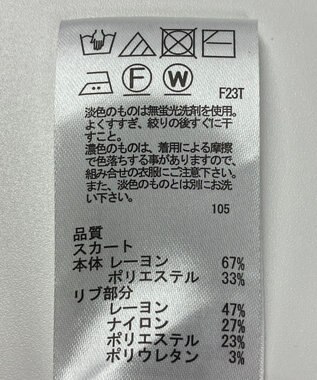 F W F23T
淡色のものは無蛍光洗剤を使用。
よくすすぎ、絞りの後すぐに干
すこと。
濃色のものは、着用による摩擦
で色落ちする事がありますので、
組み合せの衣服にご注意下さい。
また、淡色のものとは別にお洗
い下さい。
105
品質
スカート
本体 レーヨン 67%
ポリエステル 33%
リブ部分
レーヨン 47%
ナイロン 27%
ポリエステル 23%
ポリウレタン 3%